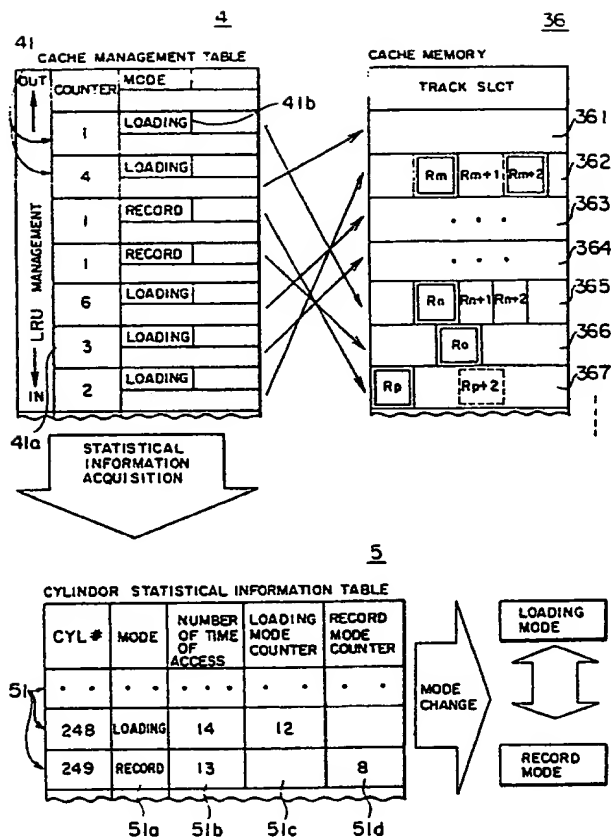 4
36
41
CACHE MANAGEMENT TABLE
CACHE MEMORY
OUT
COUNTER
MODE
TRACK SLCT
LRU MANAGEMENT
IN
1
LOADING
41b
361
4
LOADING
Rm
Rm+1
Rm+2
362
1
RECORD
• • •
363
1
RECORD
• • •
364
6
LOADING
Rn
Rn+1
Rn+2
365
3
LOADING
Ro
366
2
LOADING
Rp
Rp+2
367
41a
STATISTICAL
INFORMATION
ACQUISITION
5
CYLINDOR STATISTICAL INFORMATION TABLE
CYL #
MODE
NUMBER
OF TIME
OF
ACCESS
LOADING
MODE
COUNTER
RECORD
MODE
COUNTER
51
• •
• •
• • •
• • •
• •
248
LOADING
14
12
249
RECORD
13
8
51a
51b
51c
51d
MODE
CHANGE
LOADING
MODE
RECORD
MODE